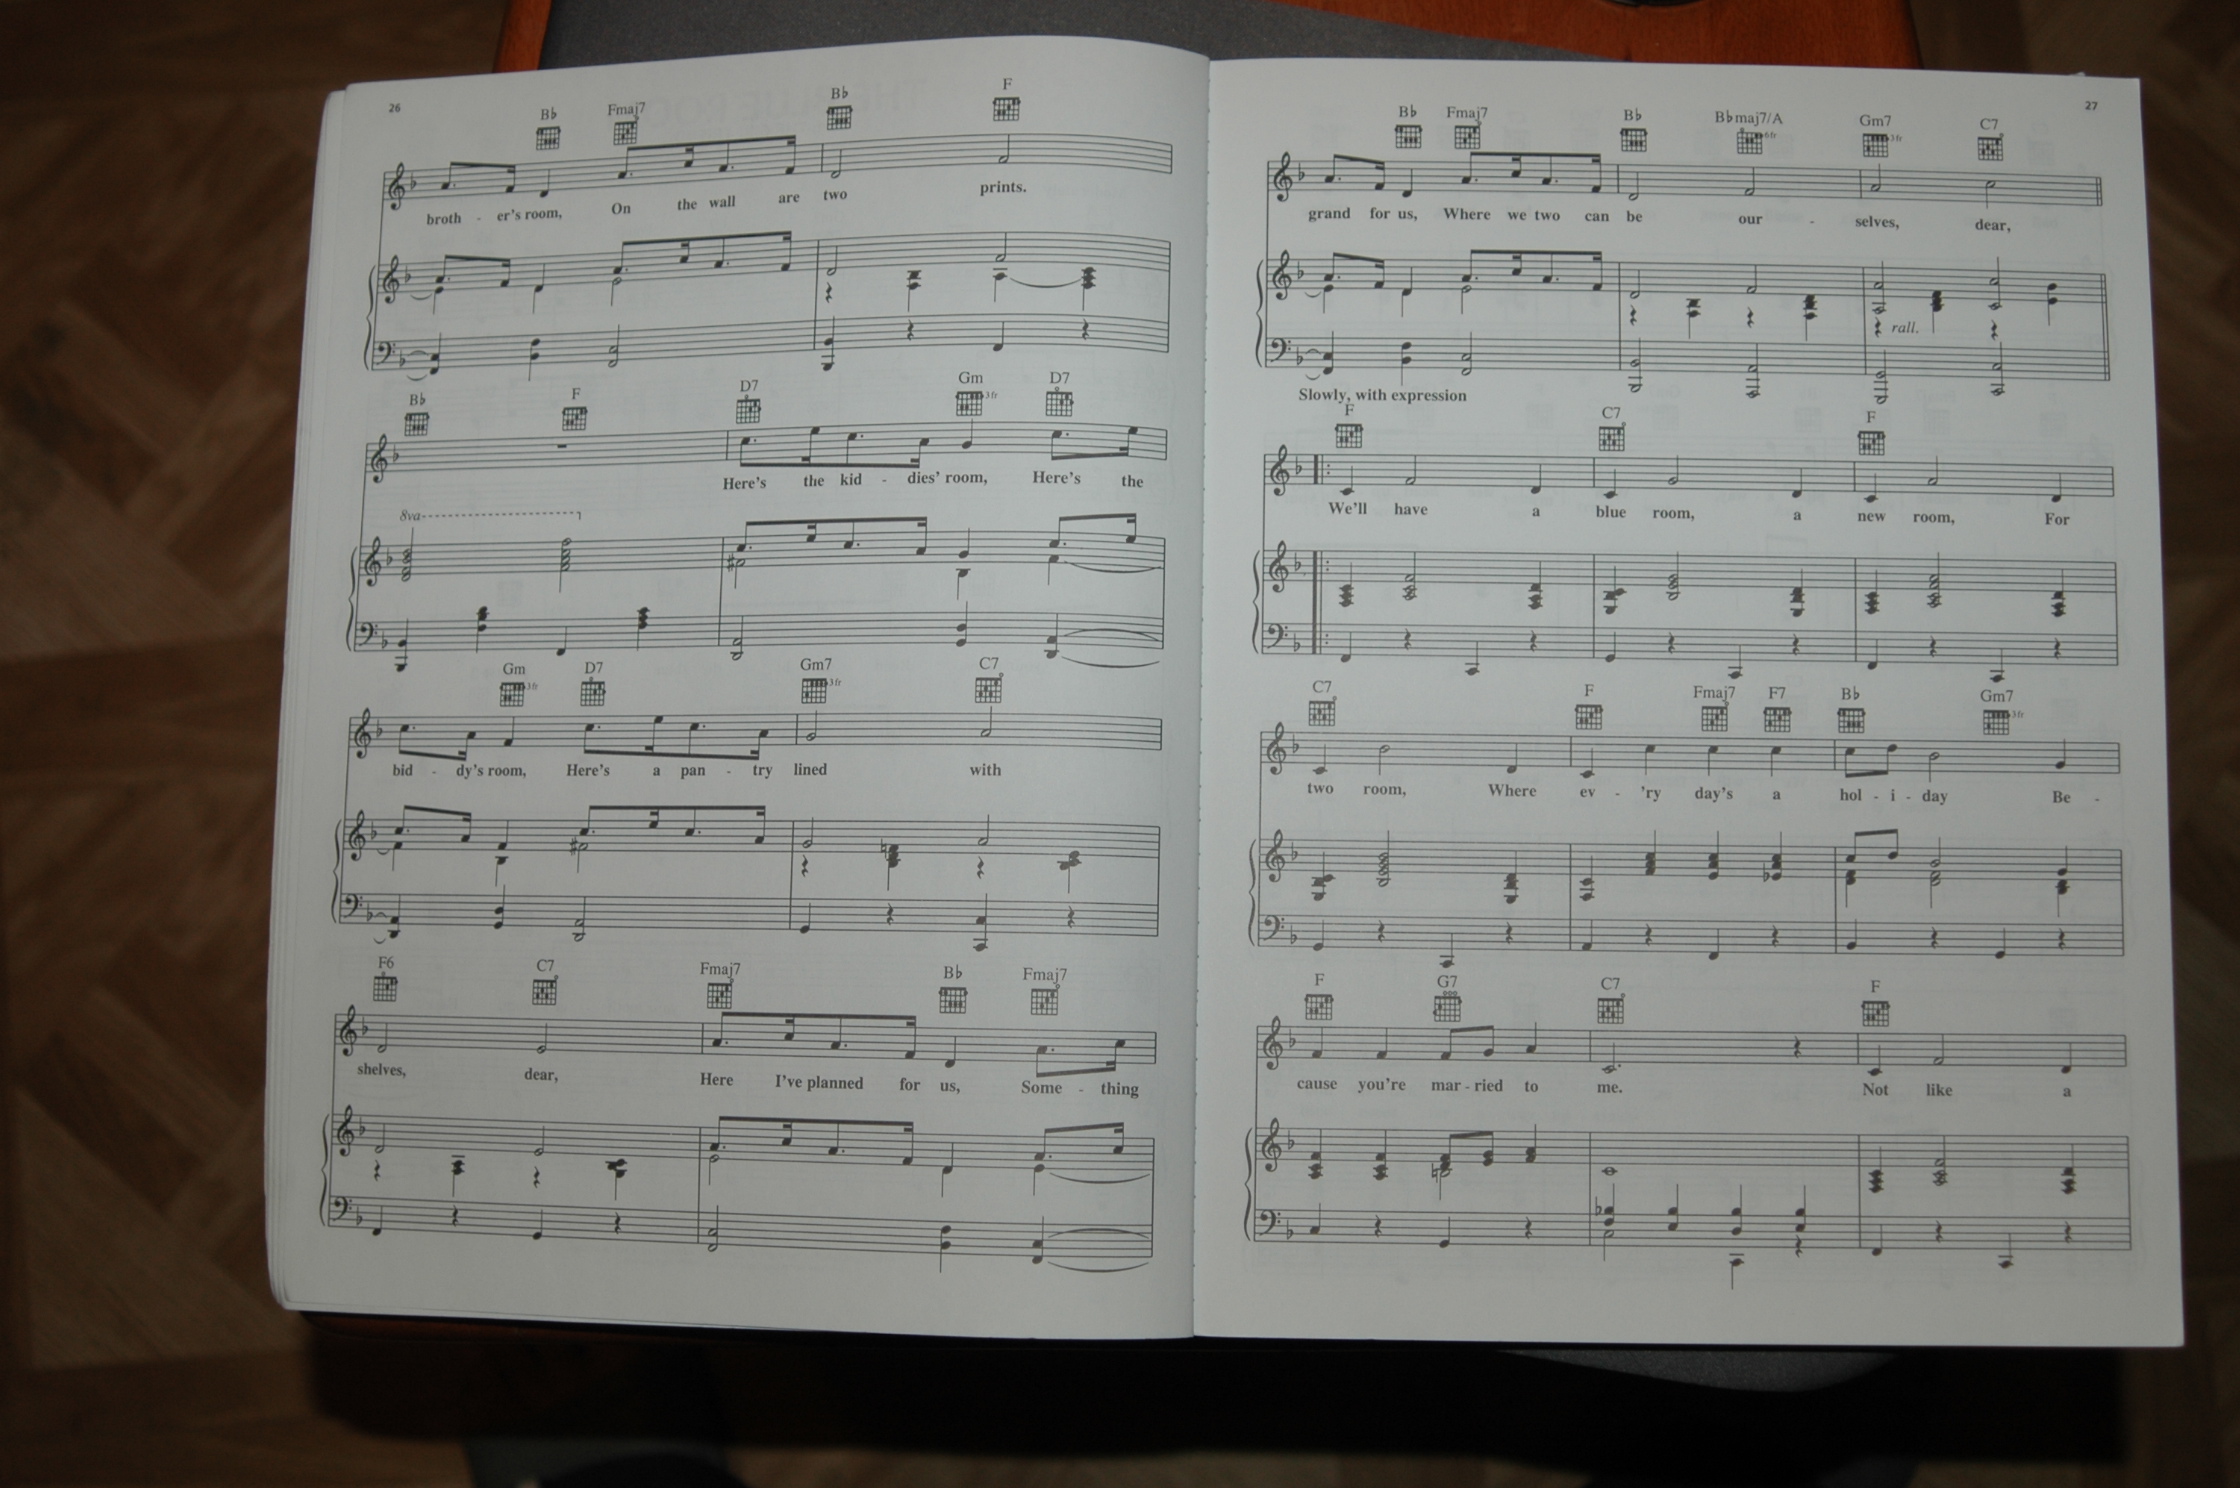 26
B♭ Fmaj7 B♭ F
broth - er's room, On the wall are two prints.
B♭ F D7 Gm 3fr D7
Here's the kid - dies' room, Here's the
8va
Gm 3fr D7 Gm7 3fr C7
bid - dy's room, Here's a pan - try lined with
F6 C7 Fmaj7 B♭ Fmaj7
shelves, dear, Here I've planned for us, Some - thing
27
B♭ Fmaj7 B♭ B♭maj7/A 6fr Gm7 3fr C7
grand for us, Where we two can be our - selves, dear,
rall.
Slowly, with expression
F C7 F
We'll have a blue room, a new room, For
C7 F Fmaj7 F7 B♭ Gm7 3fr
two room, Where ev - 'ry day's a hol - i - day Be -
F G7 C7 F
cause you're mar - ried to me. Not like a